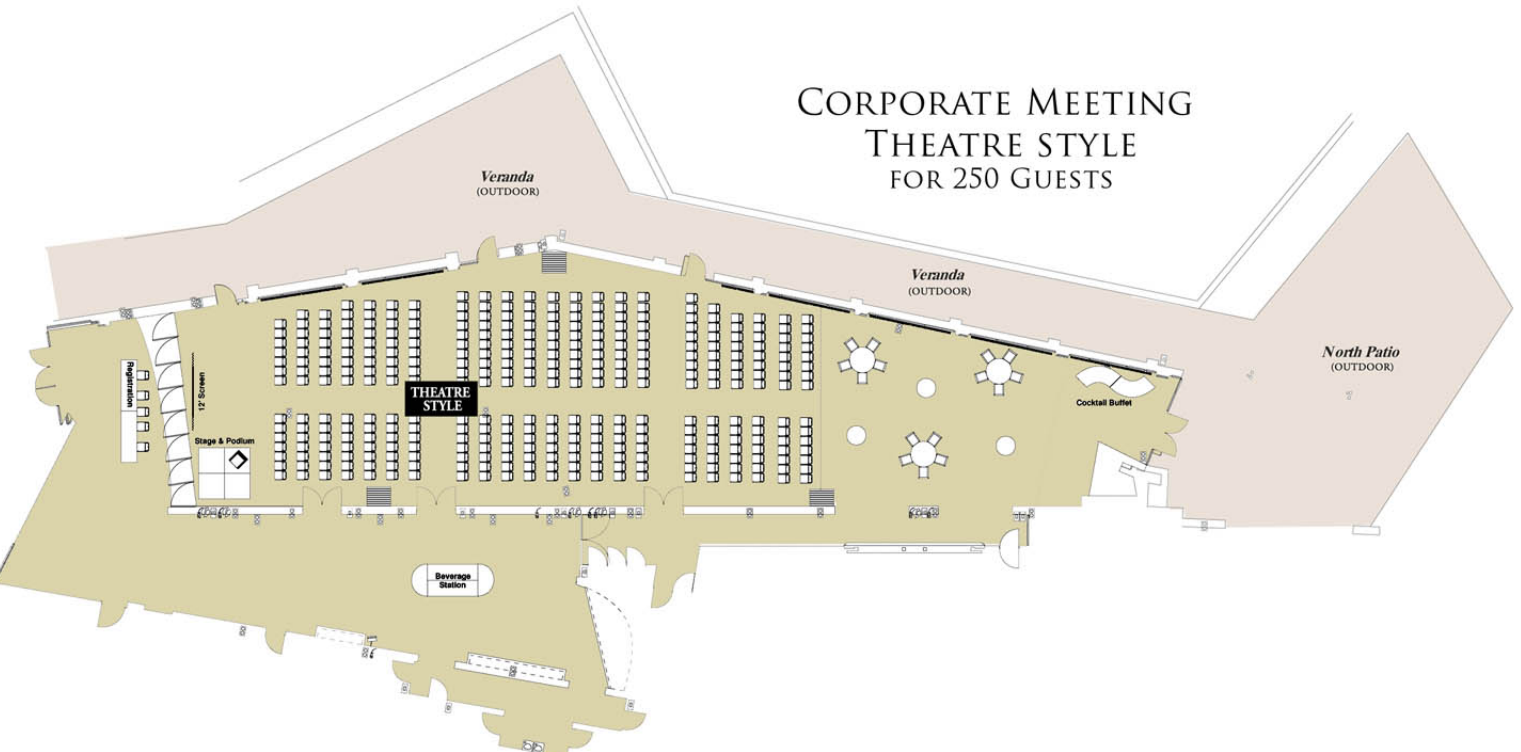 CORPORATE MEETING
THEATRE STYLE
FOR 250 GUESTS
Veranda
(OUTDOOR)
Veranda
(OUTDOOR)
North Patio
(OUTDOOR)
Registration
12' Screen
THEATRE
STYLE
Cocktail Buffet
Stage & Podium
Beverage
Station